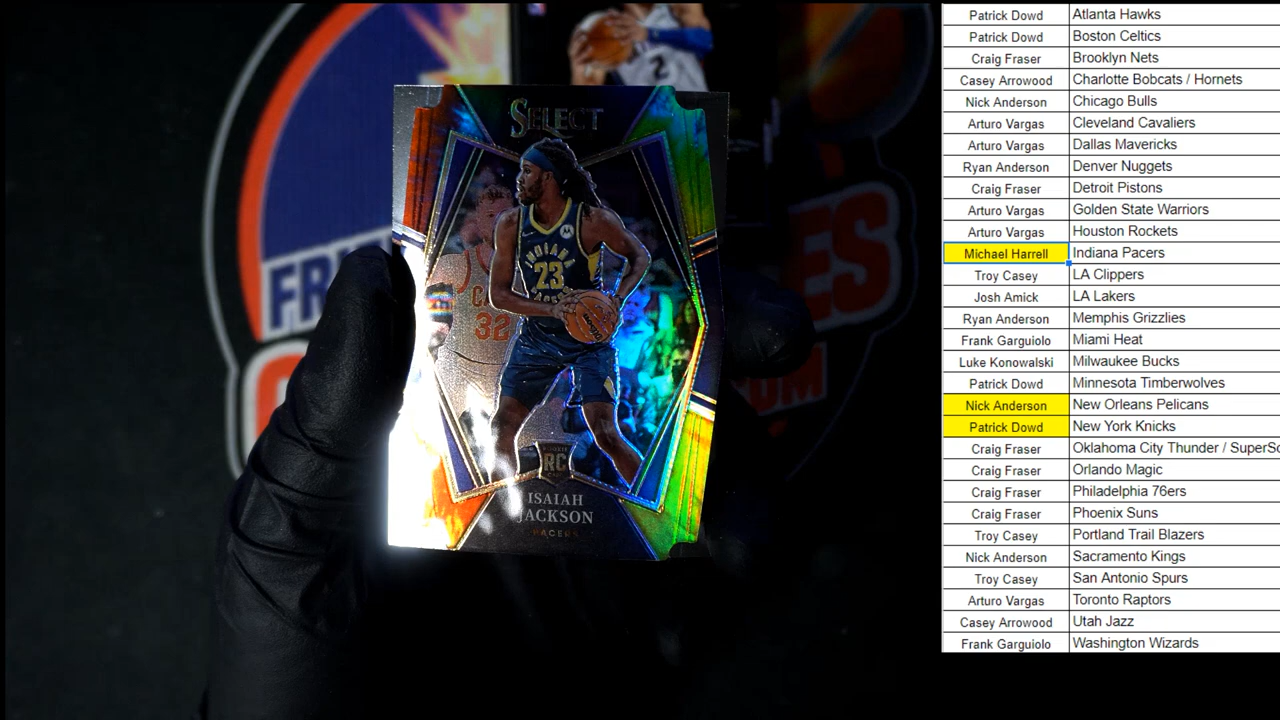 SELECT
INDIANA
23
PACERS
32
2
RC
ISAIAH
JACKSON
PACERS
FR
ES
OM
Patrick Dowd Atlanta Hawks
Patrick Dowd Boston Celtics
Craig Fraser Brooklyn Nets
Casey Arrowood Charlotte Bobcats / Hornets
Nick Anderson Chicago Bulls
Arturo Vargas Cleveland Cavaliers
Arturo Vargas Dallas Mavericks
Ryan Anderson Denver Nuggets
Craig Fraser Detroit Pistons
Arturo Vargas Golden State Warriors
Arturo Vargas Houston Rockets
Michael Harrell Indiana Pacers
Troy Casey LA Clippers
Josh Amick LA Lakers
Ryan Anderson Memphis Grizzlies
Frank Garguiolo Miami Heat
Luke Konowalski Milwaukee Bucks
Patrick Dowd Minnesota Timberwolves
Nick Anderson New Orleans Pelicans
Patrick Dowd New York Knicks
Craig Fraser Oklahoma City Thunder / SuperSo
Craig Fraser Orlando Magic
Craig Fraser Philadelphia 76ers
Craig Fraser Phoenix Suns
Troy Casey Portland Trail Blazers
Nick Anderson Sacramento Kings
Troy Casey San Antonio Spurs
Arturo Vargas Toronto Raptors
Casey Arrowood Utah Jazz
Frank Garguiolo Washington Wizards